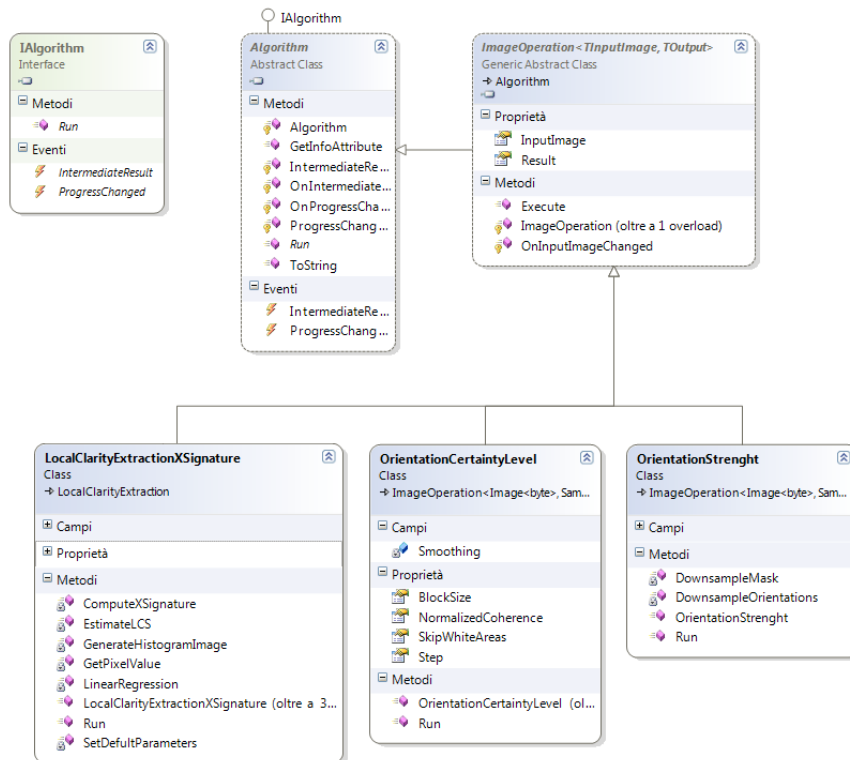 IAlgorithm
IAlgorithm
Interface
Metodi
Run
Eventi
IntermediateResult
ProgressChanged
Algorithm
Abstract Class
Metodi
Algorithm
GetInfoAttribute
IntermediateRe...
OnIntermediate...
OnProgressCha...
ProgressChang...
Run
ToString
Eventi
IntermediateRe...
ProgressChang...
ImageOperation<TInputImage, TOutput>
Generic Abstract Class
Algorithm
Proprietà
InputImage
Result
Metodi
Execute
ImageOperation (oltre a 1 overload)
OnInputImageChanged
LocalClarityExtractionXSignature
Class
LocalClarityExtraction
Campi
Proprietà
Metodi
ComputeXSignature
EstimateLCS
GenerateHistogramImage
GetPixelValue
LinearRegression
LocalClarityExtractionXSignature (oltre a 3...
Run
SetDefultParameters
OrientationCertaintyLevel
Class
ImageOperation<Image<byte>, Sam...
Campi
Smoothing
Proprietà
BlockSize
NormalizedCoherence
SkipWhiteAreas
Step
Metodi
OrientationCertaintyLevel (ol...
Run
OrientationStrenght
Class
ImageOperation<Image<byte>, Sam...
Campi
Metodi
DownsampleMask
DownsampleOrientations
OrientationStrenght
Run